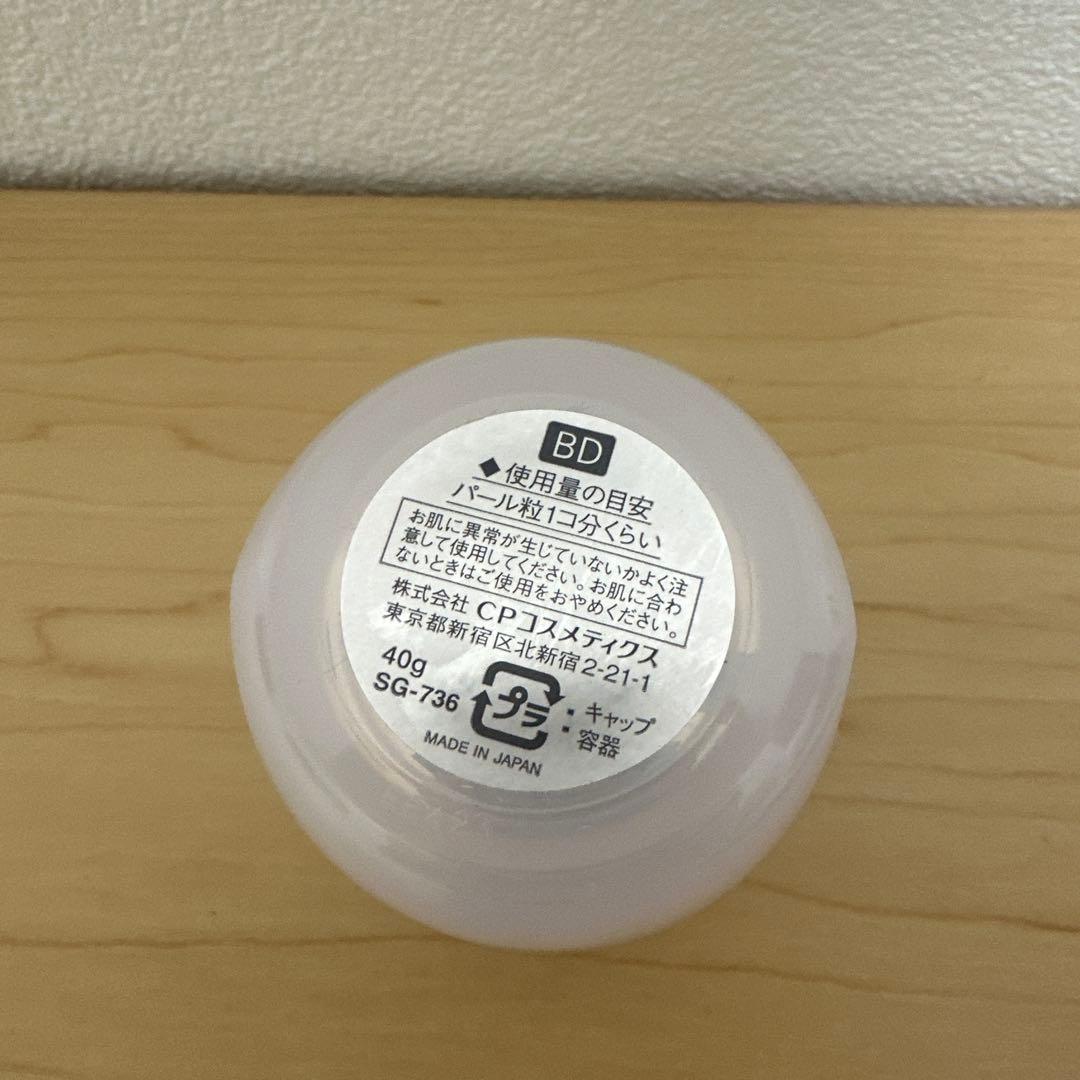 BD
◆使用量の目安
パール粒1コ分くらい
お肌に異常が生じていないかよく注
意して使用してください。お肌に合わ
ないときはご使用をおやめください。
株式会社 CPコスメティクス
東京都新宿区北新宿2-21-1
40g
SG-736
プラ
・キャップ
・容器
MADE IN JAPAN